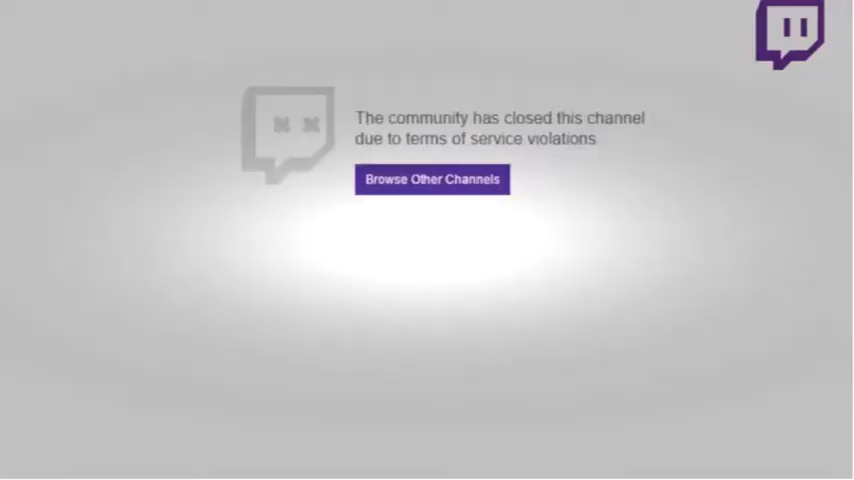 The community has closed this channel
due to terms of service violations
Browse Other Channels